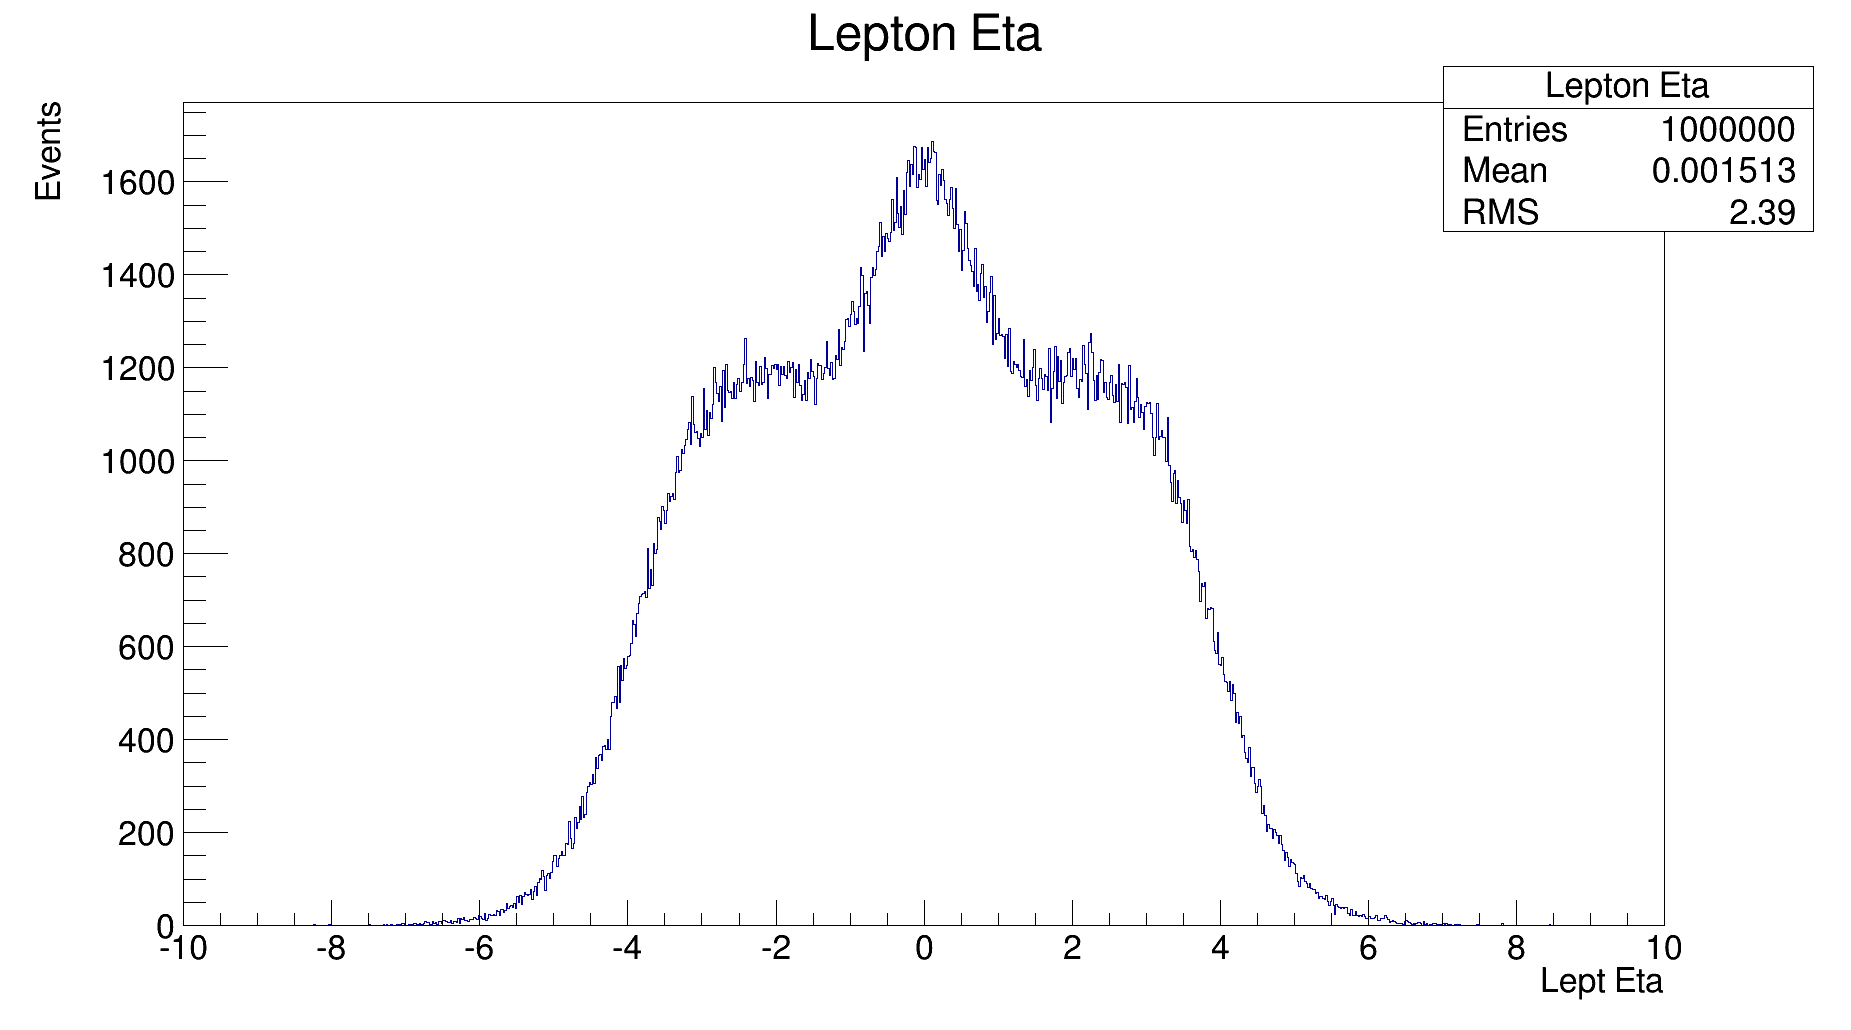 Lepton Eta
Events
Lepton Eta
Entries 1000000
Mean 0.001513
RMS 2.39
1600
1400
1200
1000
800
600
400
200
0
-10 -8 -6 -4 -2 0 2 4 6 8 10
Lept Eta